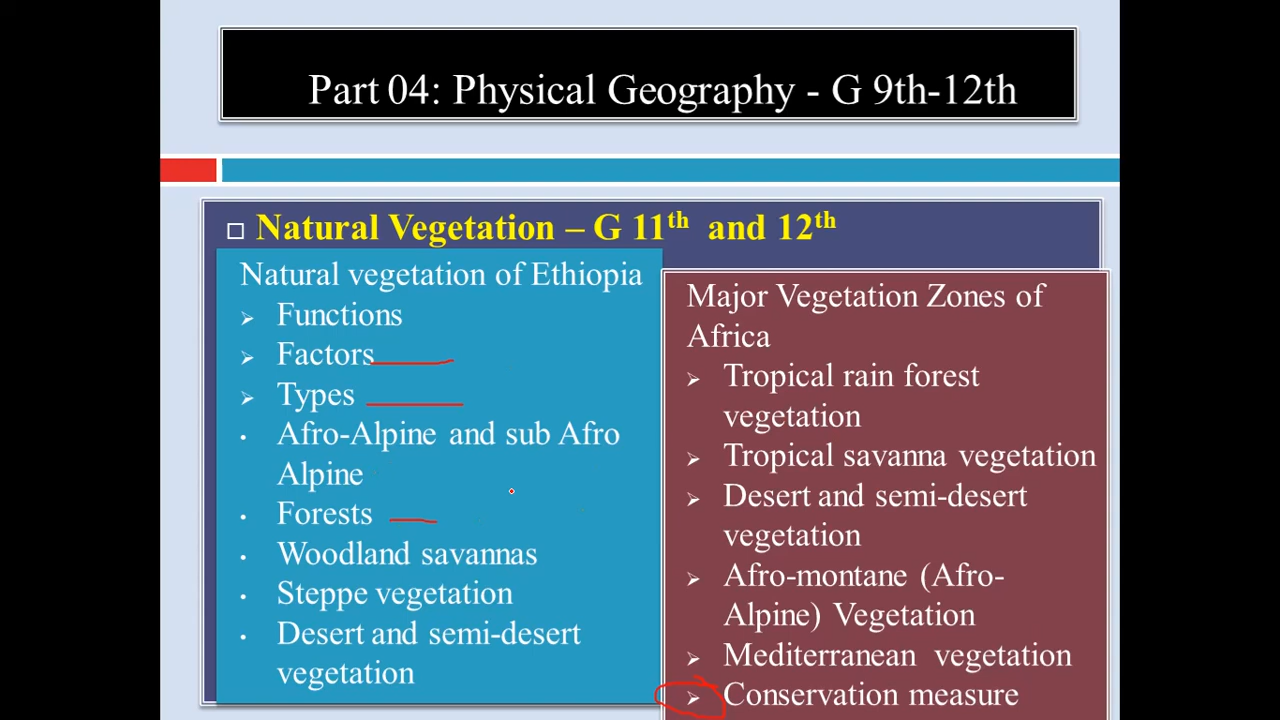 Part 04: Physical Geography - G 9th-12th
Natural Vegetation – G 11th and 12th
Natural vegetation of Ethiopia
Functions
Factors
Types
Afro-Alpine and sub Afro
Alpine
Forests
Woodland savannas
Steppe vegetation
Desert and semi-desert
vegetation
Major Vegetation Zones of
Africa
Tropical rain forest
vegetation
Tropical savanna vegetation
Desert and semi-desert
vegetation
Afro-montane (Afro-
Alpine) Vegetation
Mediterranean vegetation
Conservation measure